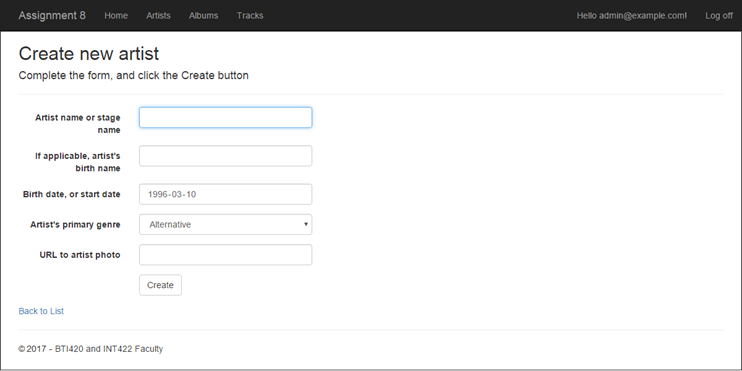 Assignment 8 Home Artists Albums Tracks Hello admin@example.com! Log off
Create new artist
Complete the form, and click the Create button
Artist name or stage
name
If applicable, artist's
birth name
Birth date, or start date 1996-03-10
Artist's primary genre Alternative
URL to artist photo
Create
Back to List
© 2017 - BTI420 and INT422 Faculty